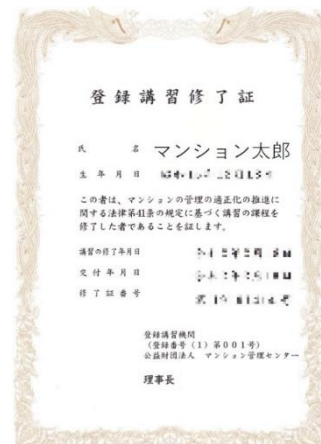 登録講習修了証
氏名 マンション太郎
生年月日
この者は、マンションの管理の適正化の推進に
関する法律第41条の規定に基づく講習の課程を
修了した者であることを証します。
講習の修了年月日
交付年月日
修了証番号
登録講習機関
(登録番号(1)第001号)
公益財団法人 マンション管理センター
理事長